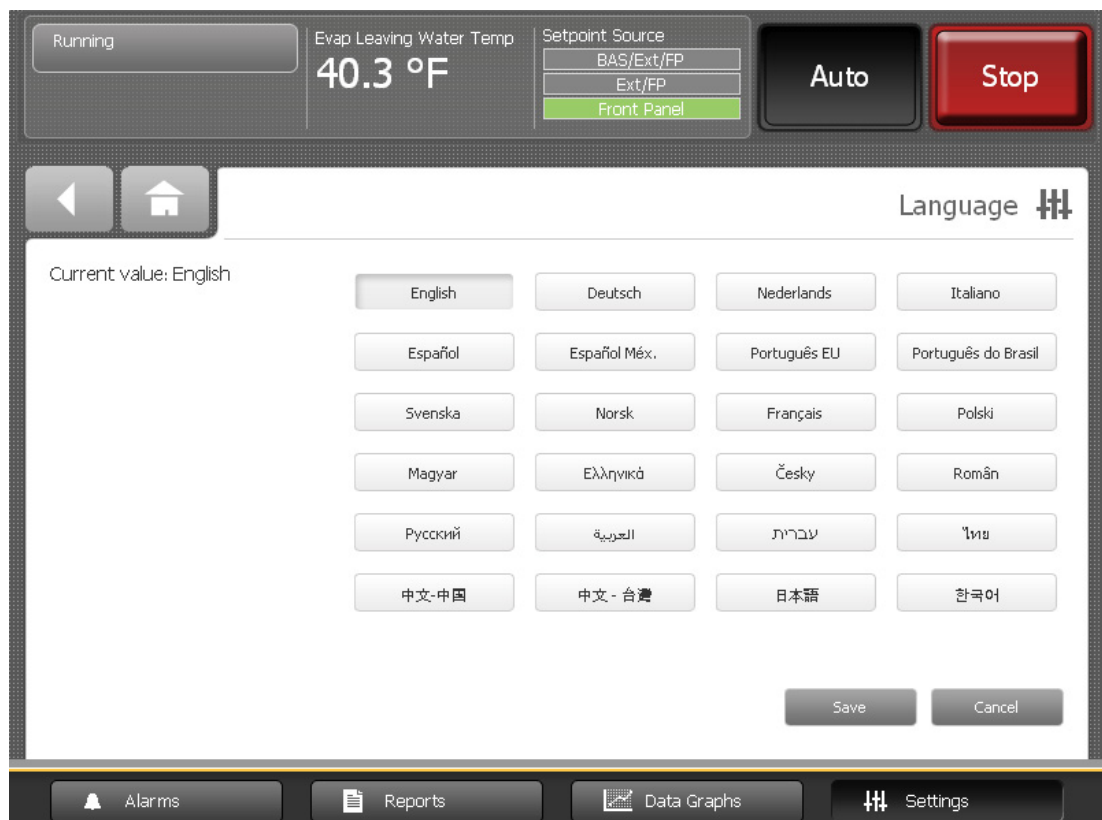 Running
Evap Leaving Water Temp
40.3 °F
Setpoint Source
BAS/Ext/FP
Ext/FP
Front Panel
Auto
Stop
Language
Current value: English
English
Deutsch
Nederlands
Italiano
Español
Español Méx.
Português EU
Português do Brasil
Svenska
Norsk
Français
Polski
Magyar
Ελληνικά
Česky
Român
Русский
العربية
עברית
ไทย
中文-中国
中文 - 台灣
日本語
한국어
Save
Cancel
Alarms
Reports
Data Graphs
Settings